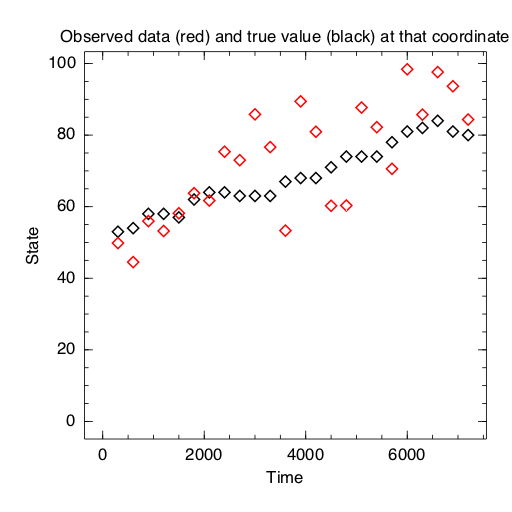 Observed data (red) and true value (black) at that coordinate
100
80
60
40
20
0
State
0 2000 4000 6000
Time